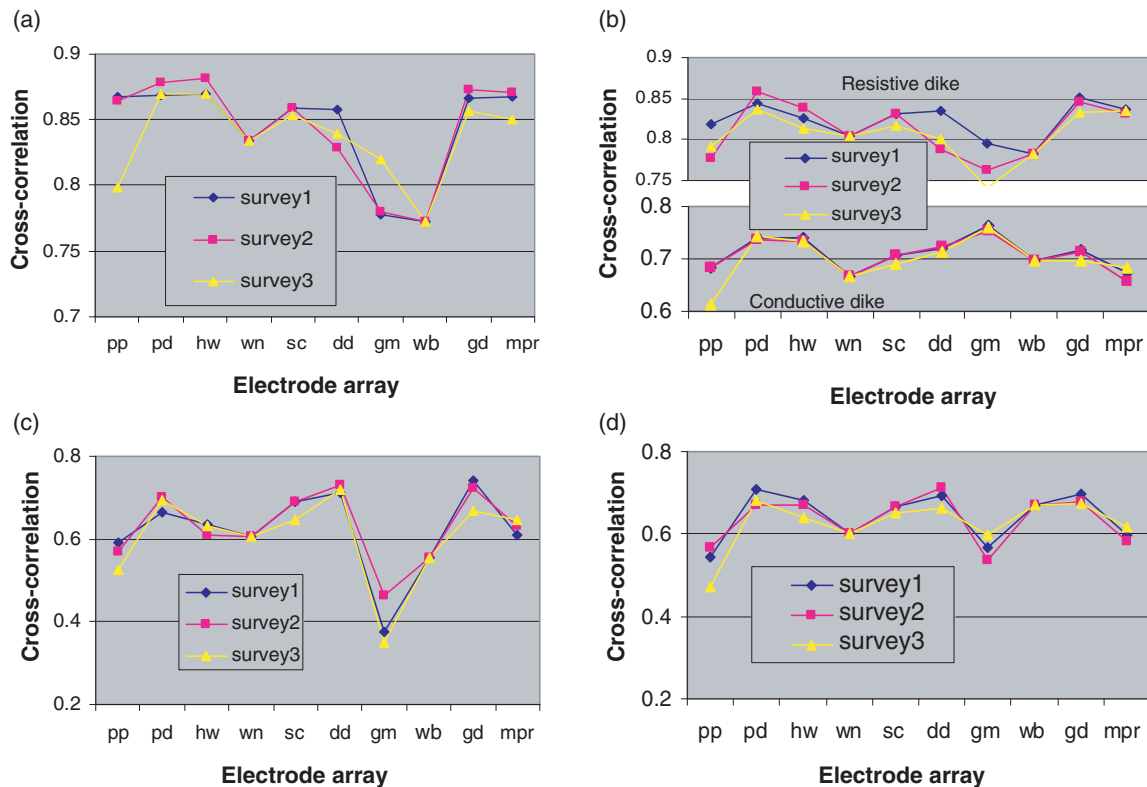 (a)
Cross-correlation
0.9
0.85
0.8
0.75
0.7
survey1
survey2
survey3
pp pd hw wn sc dd gm wb gd mpr
Electrode array
(b)
Cross-correlation
0.9
0.85
0.8
0.75
Resistive dike
survey1
survey2
survey3
Cross-correlation
0.8
0.7
0.6
Conductive dike
pp pd hw wn sc dd gm wb gd mpr
Electrode array
(c)
Cross-correlation
0.8
0.6
0.4
0.2
survey1
survey2
survey3
pp pd hw wn sc dd gm wb gd mpr
Electrode array
(d)
Cross-correlation
0.8
0.6
0.4
0.2
survey1
survey2
survey3
pp pd hw wn sc dd gm wb gd mpr
Electrode array